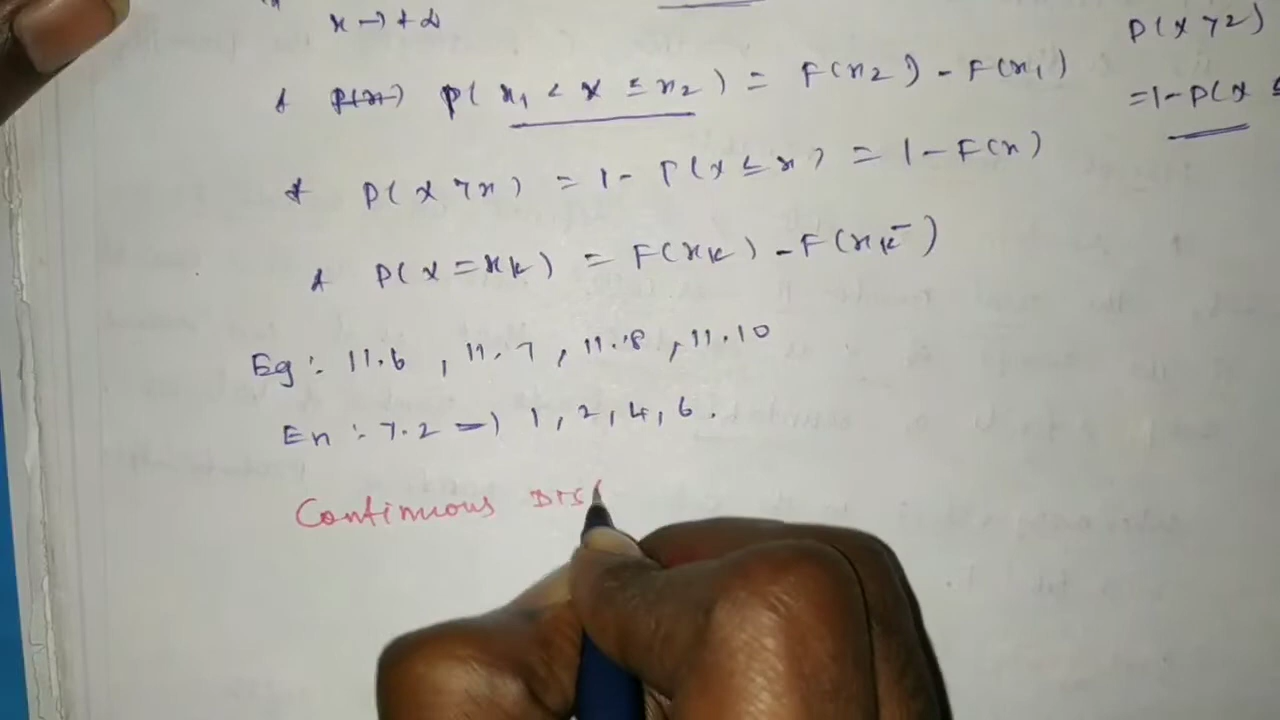 x → + ∞
P(x > 2)
P(x) P( x1 < X ≤ x2 ) = F(x2) - F(x1)
= 1 - P(X ≤
P( X > x ) = 1 - P( X ≤ x ) = 1 - F(x)
P( X = xk ) = F(xk) - F(xk⁻)
Eg :- 11.6 , 11.7 , 11.8 , 11.10
Ex :- 7.2 → 1, 2, 4, 6.
Continuous Dis